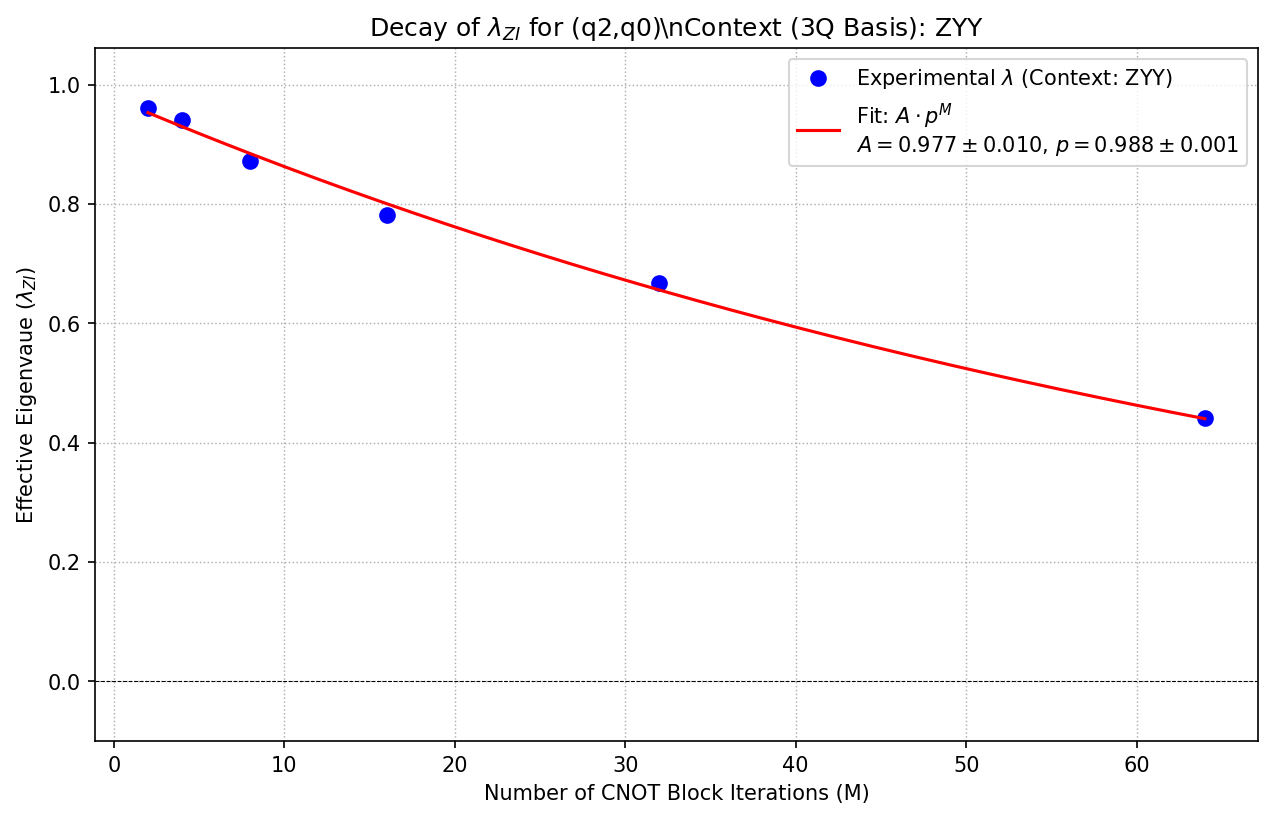 Decay of λ_ZI for (q2,q0)\nContext (3Q Basis): ZYY
Experimental λ (Context: ZYY)
Fit: A · p^M
A = 0.977 ± 0.010, p = 0.988 ± 0.001
Effective Eigenvaue (λ_ZI)
1.0
0.8
0.6
0.4
0.2
0.0
0 10 20 30 40 50 60
Number of CNOT Block Iterations (M)